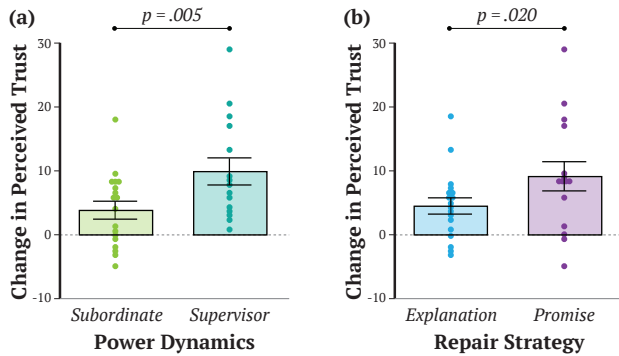 (a)
p = .005
Change in Perceived Trust
30
20
10
0
-10
Subordinate Supervisor
Power Dynamics
(b)
p = .020
Change in Perceived Trust
30
20
10
0
-10
Explanation Promise
Repair Strategy